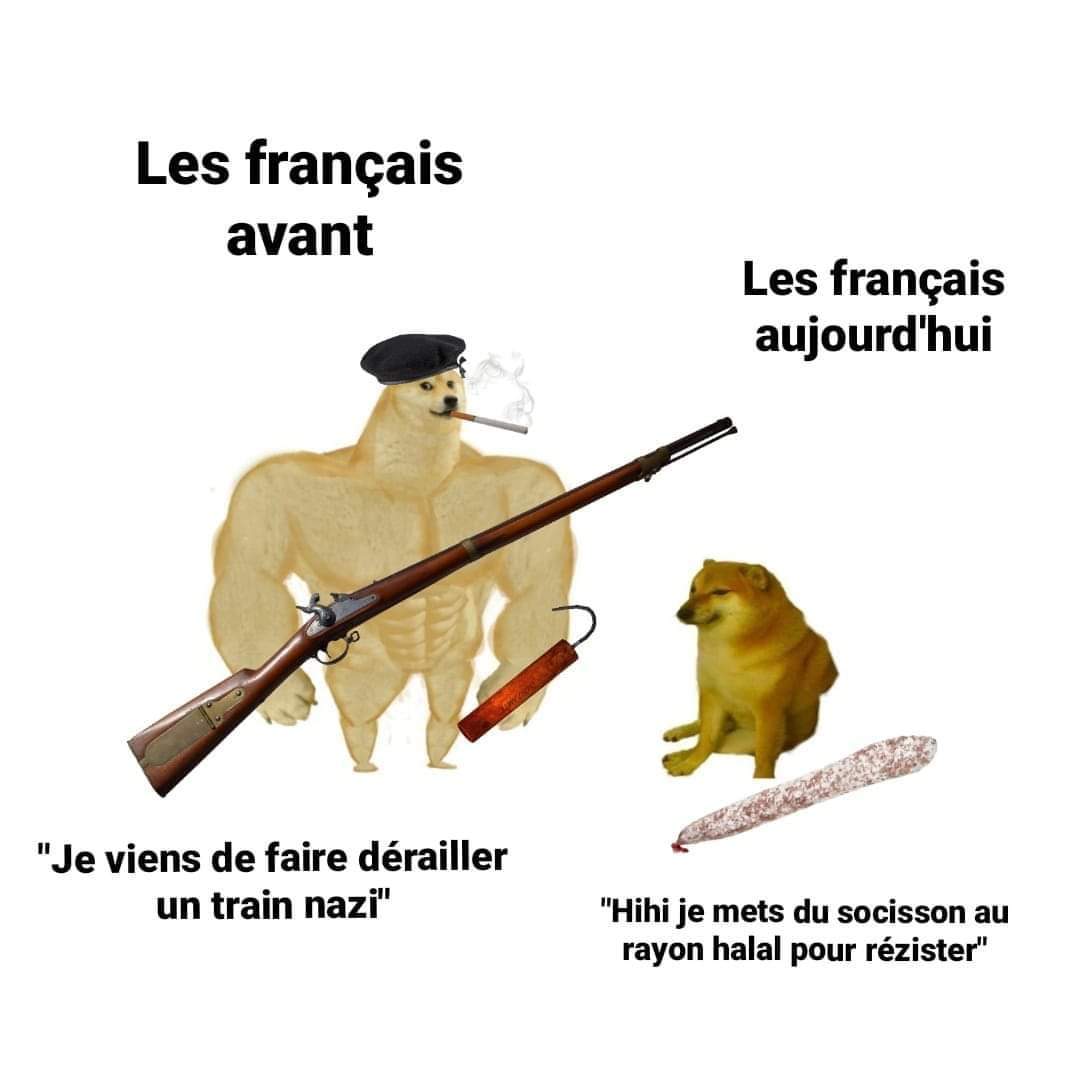 Les français
avant
Les français
aujourd'hui
"Je viens de faire dérailler
un train nazi"
"Hihi je mets du socisson au
rayon halal pour rézister"